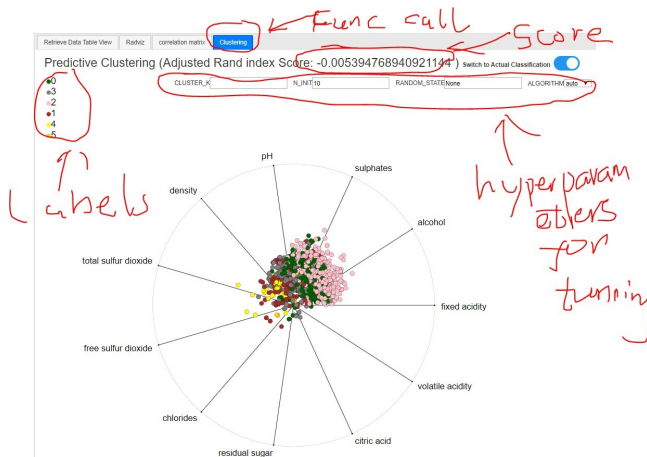 Func call
Score
Retrieve Data Table View Radviz correlation matrix Clustering
Predictive Clustering (Adjusted Rand index Score: -0.005394768940921144 ) Switch to Actual Classification
CLUSTER_K N_INIT 10 RANDOM_STATE None ALGORITHM auto
0
3
2
1
4
5
Labels
hyperparam
eters
for
tunning
pH
sulphates
density
alcohol
total sulfur dioxide
fixed acidity
free sulfur dioxide
volatile acidity
chlorides
citric acid
residual sugar